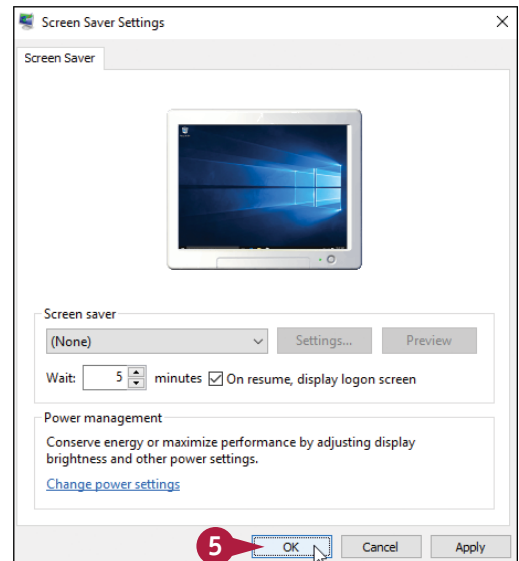 Screen Saver Settings
Screen Saver
Screen saver
(None)
Settings...
Preview
Wait: 5 minutes On resume, display logon screen
Power management
Conserve energy or maximize performance by adjusting display
brightness and other power settings.
Change power settings
5
OK
Cancel
Apply